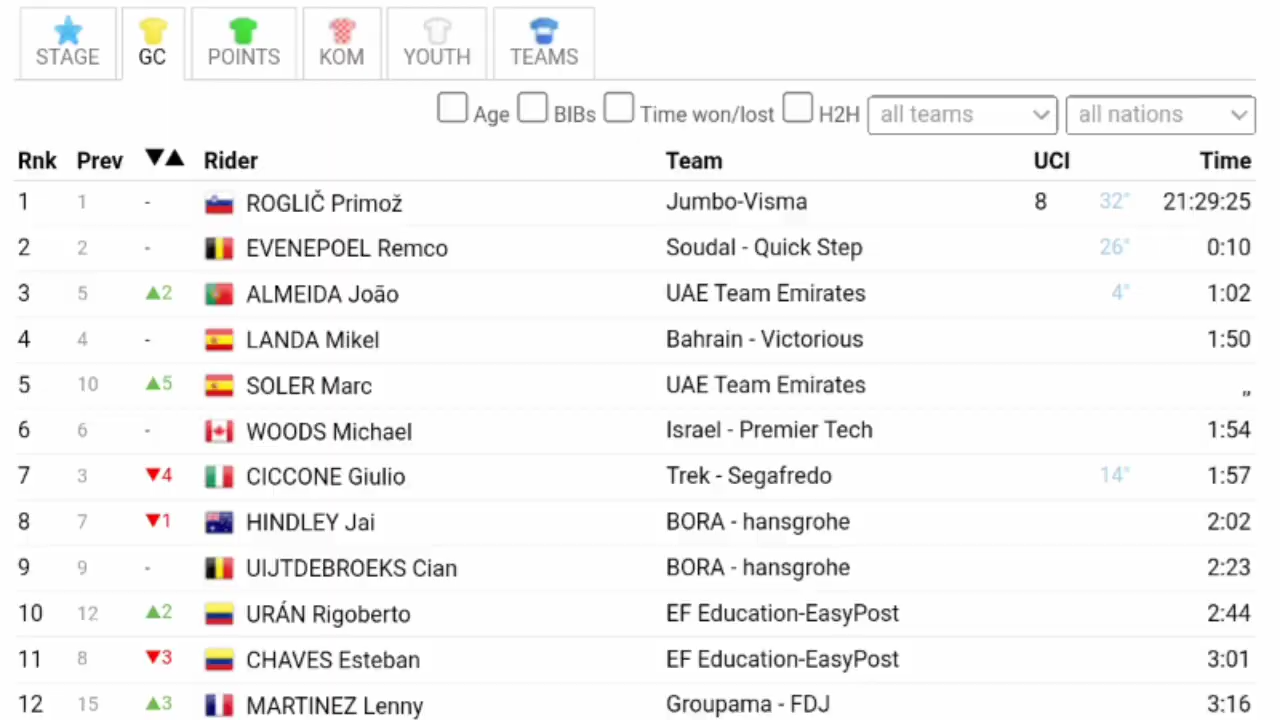 STAGE GC POINTS KOM YOUTH TEAMS
Age BIBs Time won/lost H2H all teams all nations
Rnk Prev ▼▲ Rider Team UCI Time
1 1 - ROGLIČ Primož Jumbo-Visma 8 32" 21:29:25
2 2 - EVENEPOEL Remco Soudal - Quick Step 26" 0:10
3 5 ▲2 ALMEIDA João UAE Team Emirates 4" 1:02
4 4 - LANDA Mikel Bahrain - Victorious 1:50
5 10 ▲5 SOLER Marc UAE Team Emirates ,,
6 6 - WOODS Michael Israel - Premier Tech 1:54
7 3 ▼4 CICCONE Giulio Trek - Segafredo 14" 1:57
8 7 ▼1 HINDLEY Jai BORA - hansgrohe 2:02
9 9 - UIJTDEBROEKS Cian BORA - hansgrohe 2:23
10 12 ▲2 URÁN Rigoberto EF Education-EasyPost 2:44
11 8 ▼3 CHAVES Esteban EF Education-EasyPost 3:01
12 15 ▲3 MARTINEZ Lenny Groupama - FDJ 3:16